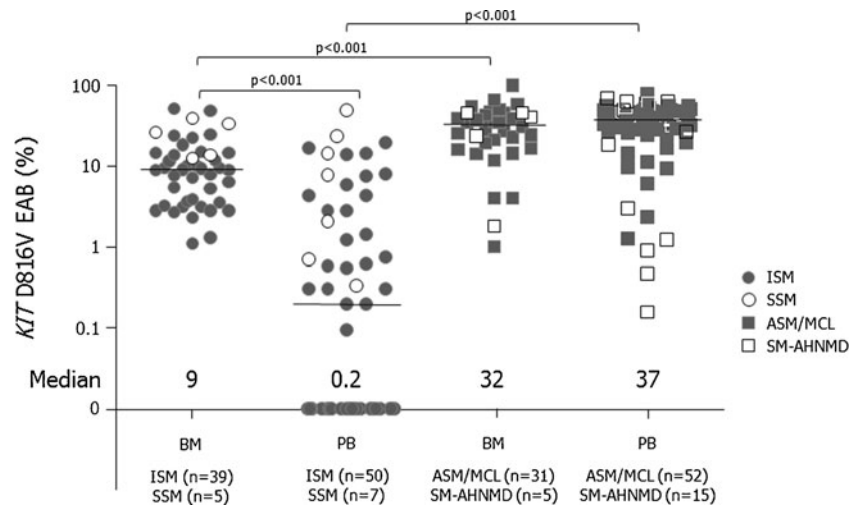 p<0.001
p<0.001
p<0.001
KIT D816V EAB (%)
100
10
1
0.1
0
Median 9 0.2 32 37
BM PB BM PB
ISM (n=39) ISM (n=50) ASM/MCL (n=31) ASM/MCL (n=52)
SSM (n=5) SSM (n=7) SM-AHNMD (n=5) SM-AHNMD (n=15)
ISM
SSM
ASM/MCL
SM-AHNMD